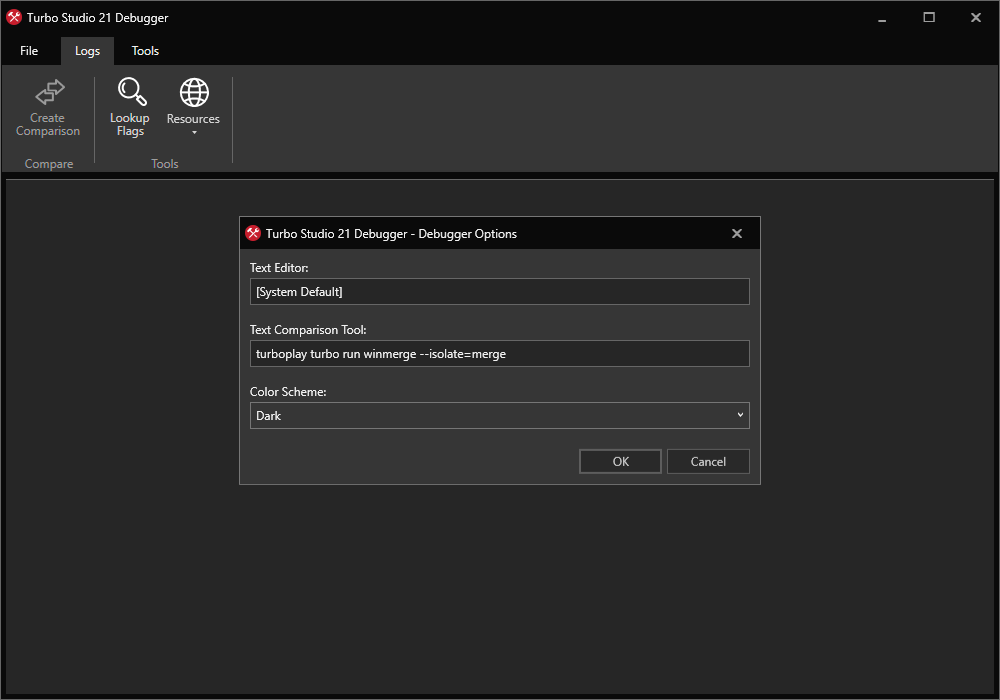 Turbo Studio 21 Debugger
File Logs Tools
Create Comparison
Lookup Flags
Resources
Compare
Tools
Turbo Studio 21 Debugger - Debugger Options
Text Editor:
[System Default]
Text Comparison Tool:
turboplay turbo run winmerge --isolate=merge
Color Scheme:
Dark
OK Cancel